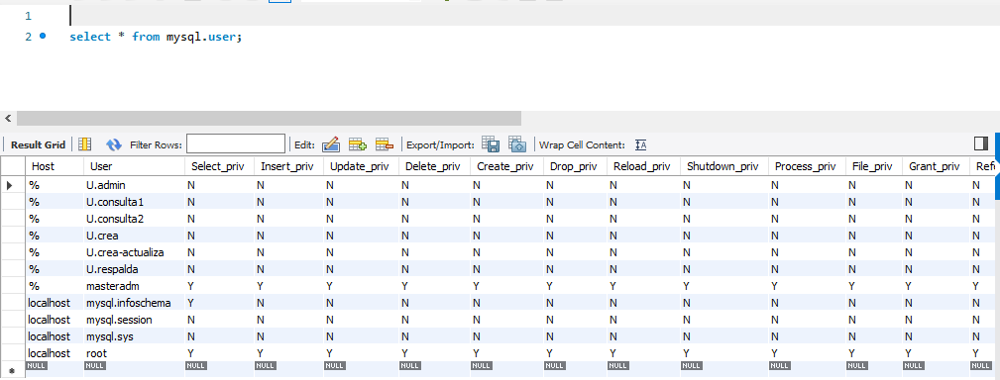 1
2 select * from mysql.user;
Result Grid Filter Rows: Edit: Export/Import: Wrap Cell Content: IA
Host User Select_priv Insert_priv Update_priv Delete_priv Create_priv Drop_priv Reload_priv Shutdown_priv Process_priv File_priv Grant_priv
% U.admin N N N N N N N N N N N N
% U.consulta1 N N N N N N N N N N N N
% U.consulta2 N N N N N N N N N N N N
% U.crea N N N N N N N N N N N N
% U.crea-actualiza N N N N N N N N N N N N
% U.respalda N N N N N N N N N N N N
% masteradm Y Y Y Y Y Y Y Y Y Y Y Y
localhost mysql.infoschema Y N N N N N N N N N N N
localhost mysql.session N N N N N N N N N N N N
localhost mysql.sys N N N N N N N N N N N N
localhost root Y Y Y Y Y Y Y Y Y Y Y Y
NULL NULL NULL NULL NULL NULL NULL NULL NULL NULL NULL NULL NULL NULL